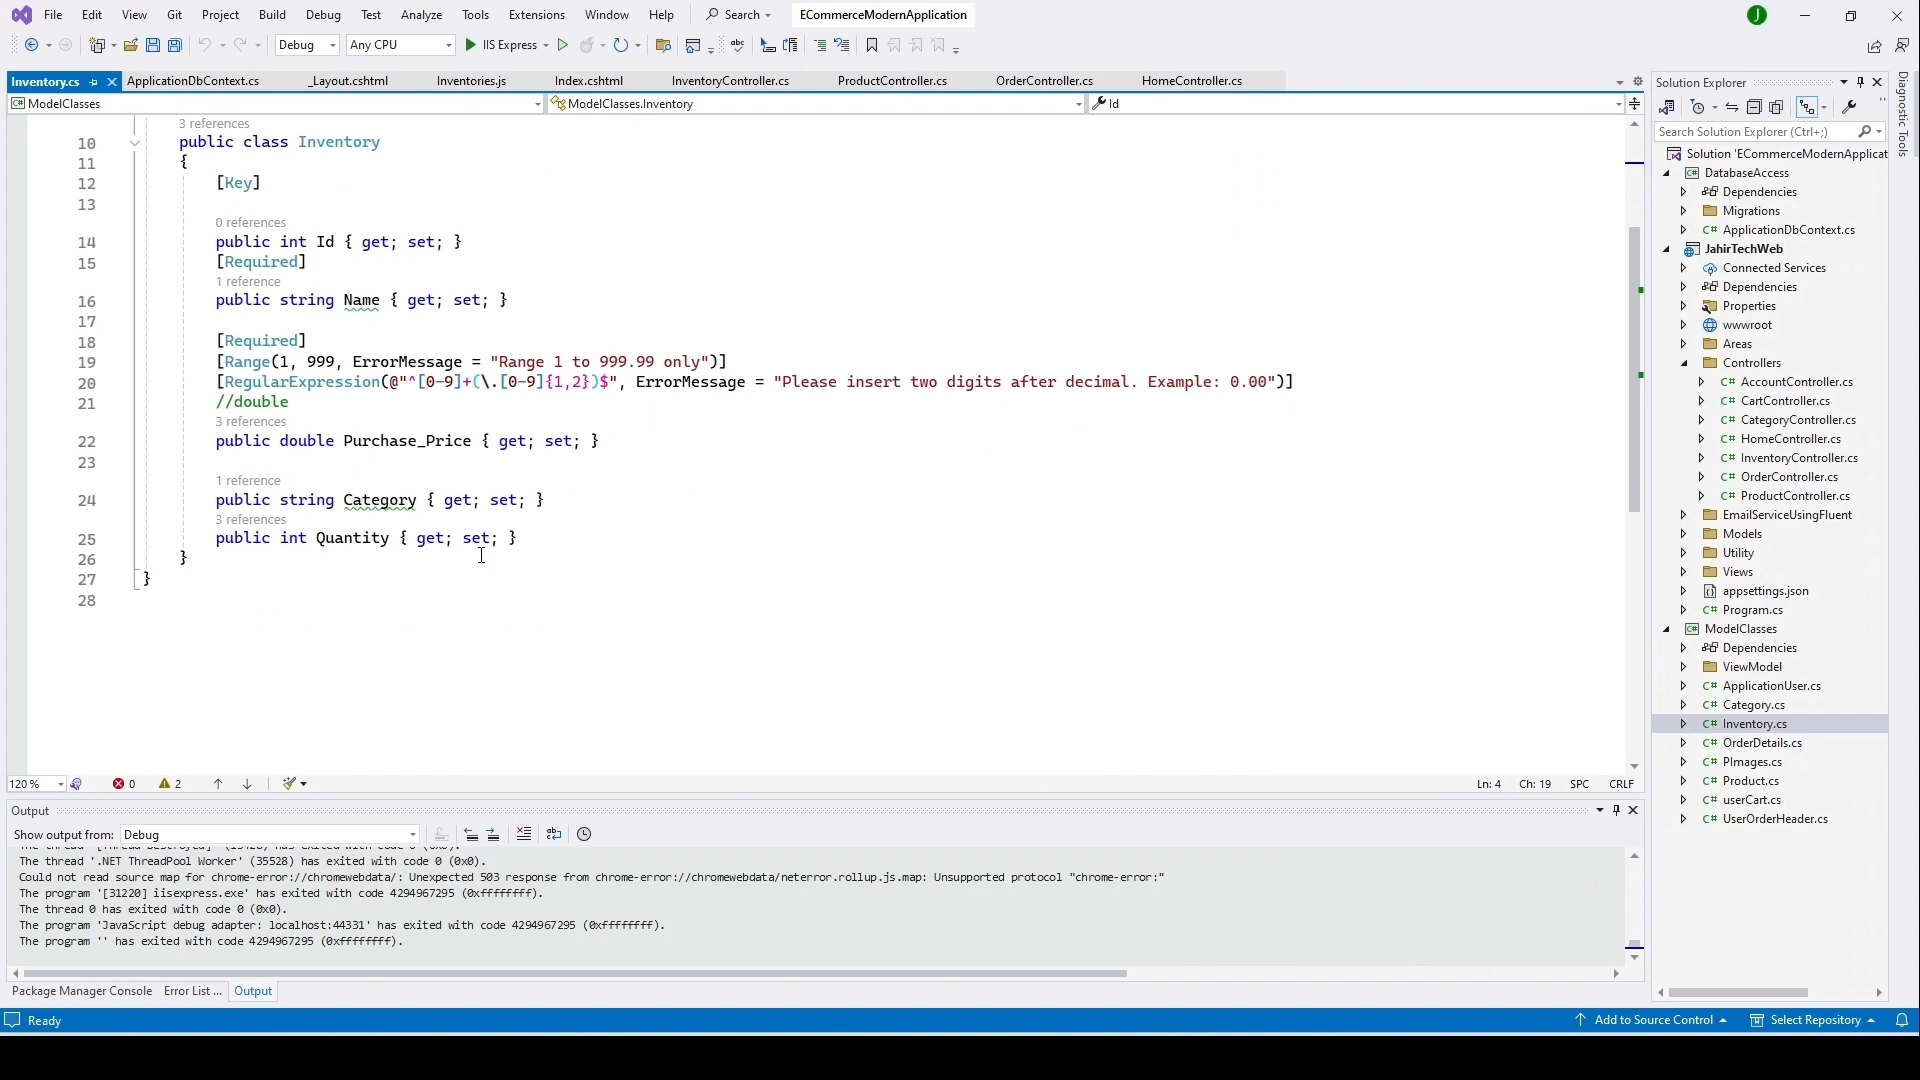 File Edit View Git Project Build Debug Test Analyze Tools Extensions Window Help Search ECommerceModernApplication J
Debug Any CPU IIS Express
Inventory.cs ApplicationDbContext.cs _Layout.cshtml Inventories.js Index.cshtml InventoryController.cs ProductController.cs OrderController.cs HomeController.cs
ModelClasses ModelClasses.Inventory Id
3 references
10 public class Inventory
11 {
12 [Key]
13
0 references
14 public int Id { get; set; }
15 [Required]
1 reference
16 public string Name { get; set; }
17
18 [Required]
19 [Range(1, 999, ErrorMessage = "Range 1 to 999.99 only")]
20 [RegularExpression(@"^[0-9]+(\.[0-9]{1,2})$", ErrorMessage = "Please insert two digits after decimal. Example: 0.00")]
21 //double
3 references
22 public double Purchase_Price { get; set; }
23
1 reference
24 public string Category { get; set; }
3 references
25 public int Quantity { get; set; }
26 }
27 }
28
120 % 0 2 Ln: 4 Ch: 19 SPC CRLF
Output
Show output from: Debug
The thread '.NET ThreadPool Worker' (35528) has exited with code 0 (0x0).
Could not read source map for chrome-error://chromewebdata/: Unexpected 503 response from chrome-error://chromewebdata/neterror.rollup.js.map: Unsupported protocol "chrome-error:"
The program '[31220] iisexpress.exe' has exited with code 4294967295 (0xffffffff).
The thread 0 has exited with code 0 (0x0).
The program 'JavaScript debug adapter: localhost:44331' has exited with code 4294967295 (0xffffffff).
The program '' has exited with code 4294967295 (0xffffffff).
Package Manager Console Error List ... Output
Ready Add to Source Control Select Repository
Solution Explorer
Search Solution Explorer (Ctrl+;)
Solution 'ECommerceModernApplicat
DatabaseAccess
Dependencies
Migrations
ApplicationDbContext.cs
JahirTechWeb
Connected Services
Dependencies
Properties
wwwroot
Areas
Controllers
C# AccountController.cs
C# CartController.cs
C# CategoryController.cs
C# HomeController.cs
C# InventoryController.cs
C# OrderController.cs
C# ProductController.cs
EmailServiceUsingFluent
Models
Utility
Views
appsettings.json
C# Program.cs
C# ModelClasses
Dependencies
ViewModel
C# ApplicationUser.cs
C# Category.cs
C# Inventory.cs
C# OrderDetails.cs
C# PImages.cs
C# Product.cs
C# userCart.cs
C# UserOrderHeader.cs
Diagnostic Tools